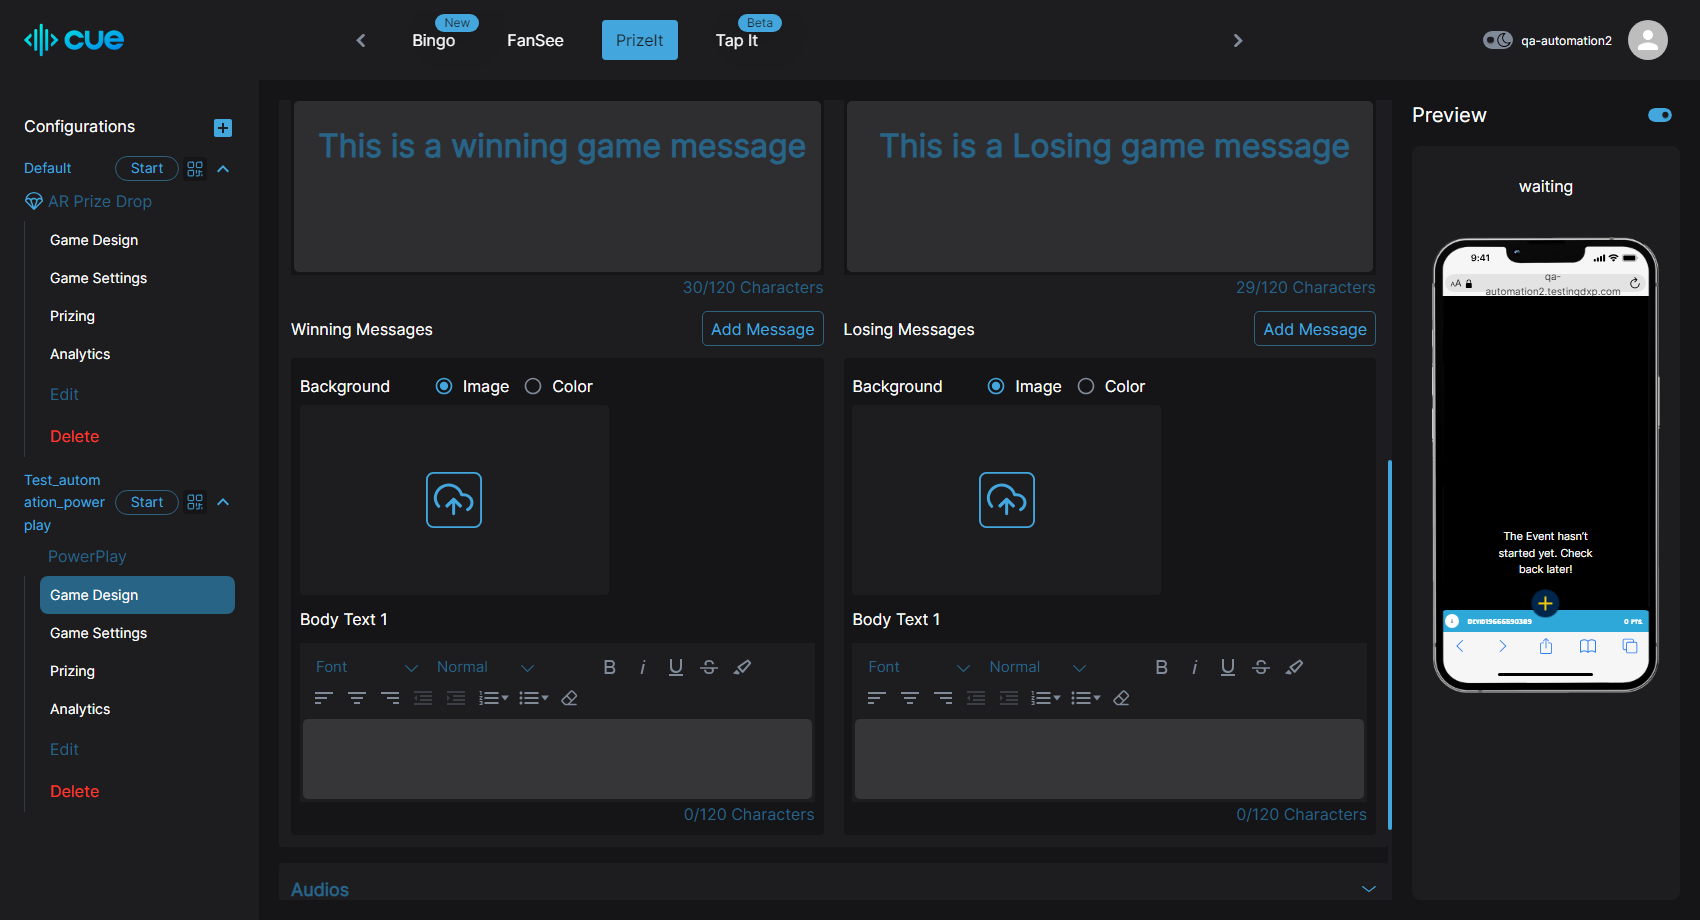 cue
New
Bingo
FanSee
PrizeIt
Beta
Tap It
qa-automation2
Configurations
Default
Start
AR Prize Drop
Game Design
Game Settings
Prizing
Analytics
Edit
Delete
Test_autom
ation_power
play
Start
PowerPlay
Game Design
Game Settings
Prizing
Analytics
Edit
Delete
This is a winning game message
30/120 Characters
This is a Losing game message
29/120 Characters
Winning Messages
Add Message
Background
Image
Color
Body Text 1
Font
Normal
B i U S
0/120 Characters
Losing Messages
Add Message
Background
Image
Color
Body Text 1
Font
Normal
B i U S
0/120 Characters
Audios
Preview
waiting
9:41
AA
qa-
automation2.testingdxp.com
The Event hasn't
started yet. Check
back later!
0 PTS.